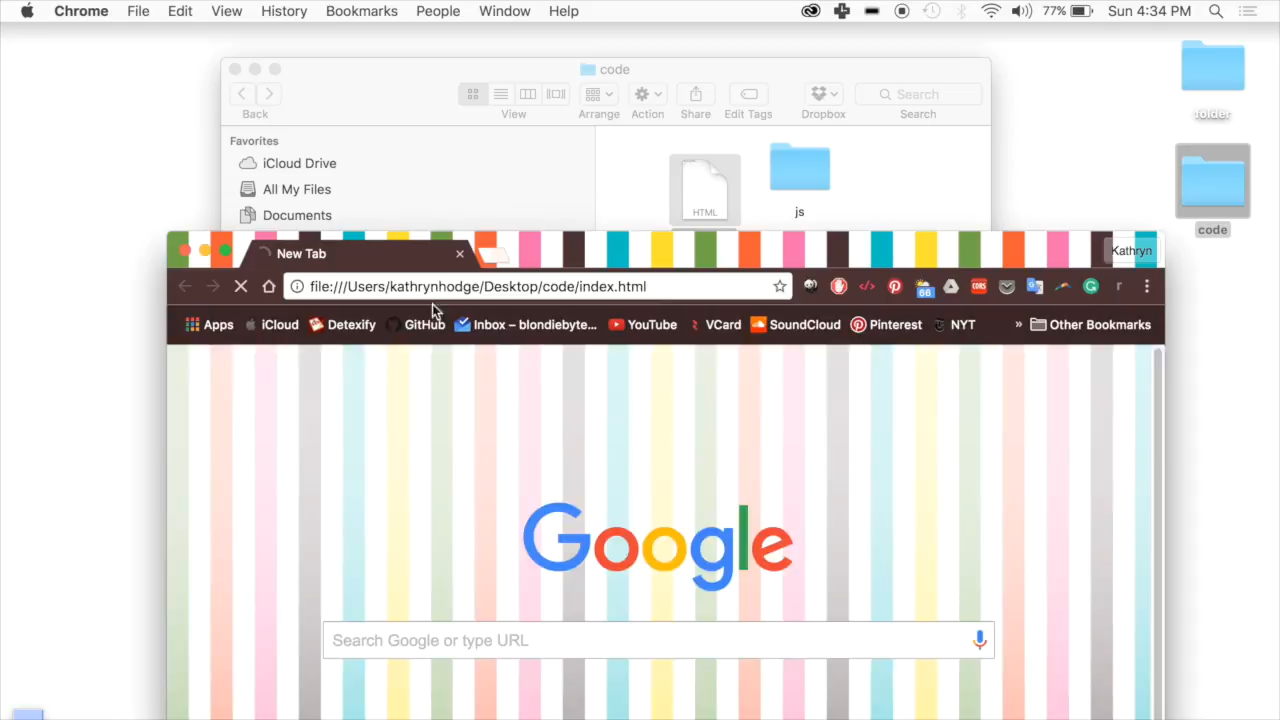 Chrome File Edit View History Bookmarks People Window Help 77% Sun 4:34 PM
code
Search
Back View Arrange Action Share Edit Tags Dropbox Search
folder
Favorites
iCloud Drive
All My Files
Documents
HTML
js
code
New Tab
Kathryn
file:///Users/kathrynhodge/Desktop/code/index.html
66 CORS r
Apps iCloud Detexify GitHub Inbox – blondiebyte... YouTube VCard SoundCloud Pinterest NYT » Other Bookmarks
Google
Search Google or type URL